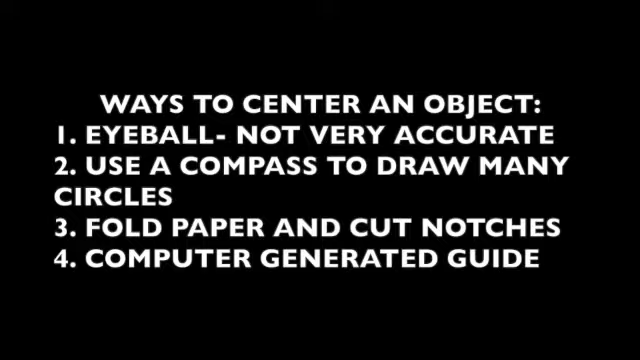 WAYS TO CENTER AN OBJECT:
1. EYEBALL- NOT VERY ACCURATE
2. USE A COMPASS TO DRAW MANY
CIRCLES
3. FOLD PAPER AND CUT NOTCHES
4. COMPUTER GENERATED GUIDE